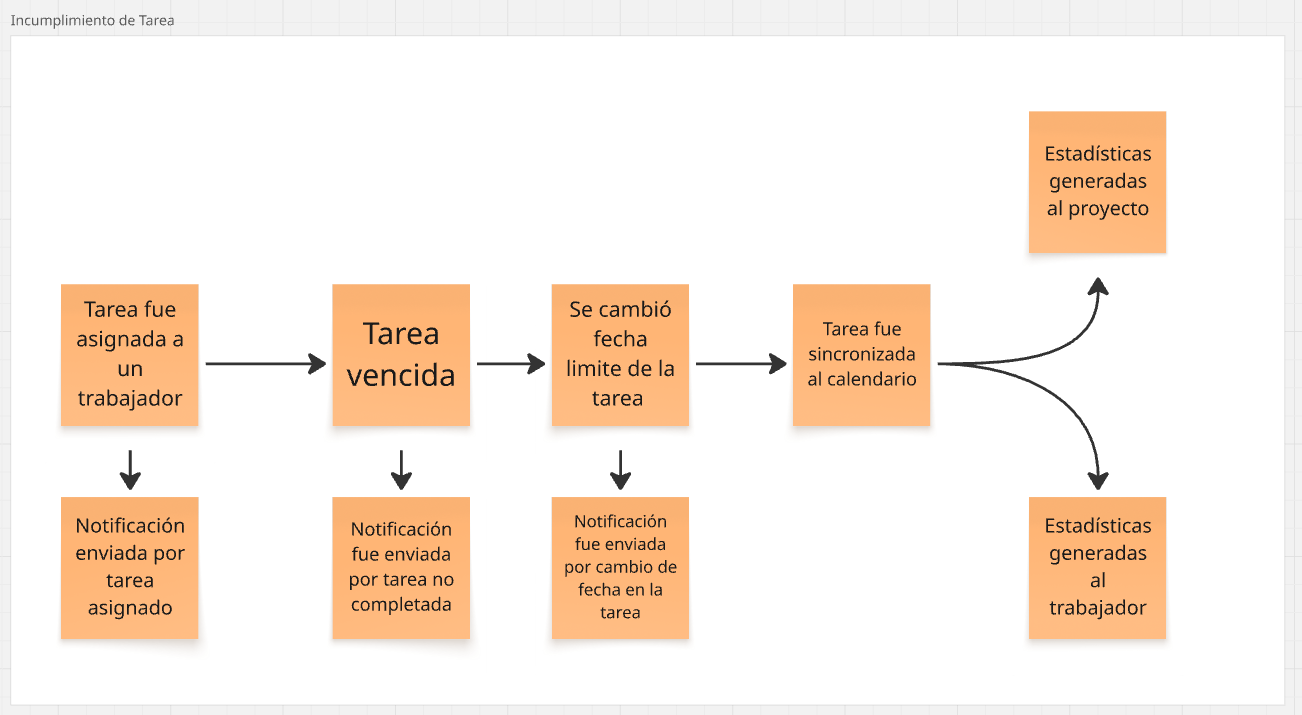 Incumplimiento de Tarea
Estadísticas
generadas
al proyecto
Tarea fue
asignada a
un
trabajador
Tarea
vencida
Se cambió
fecha
limite de la
tarea
Tarea fue
sincronizada
al calendario
Notificación
enviada por
tarea
asignado
Notificación
fue enviada
por tarea no
completada
Notificación
fue enviada
por cambio de
fecha en la
tarea
Estadísticas
generadas
al
trabajador